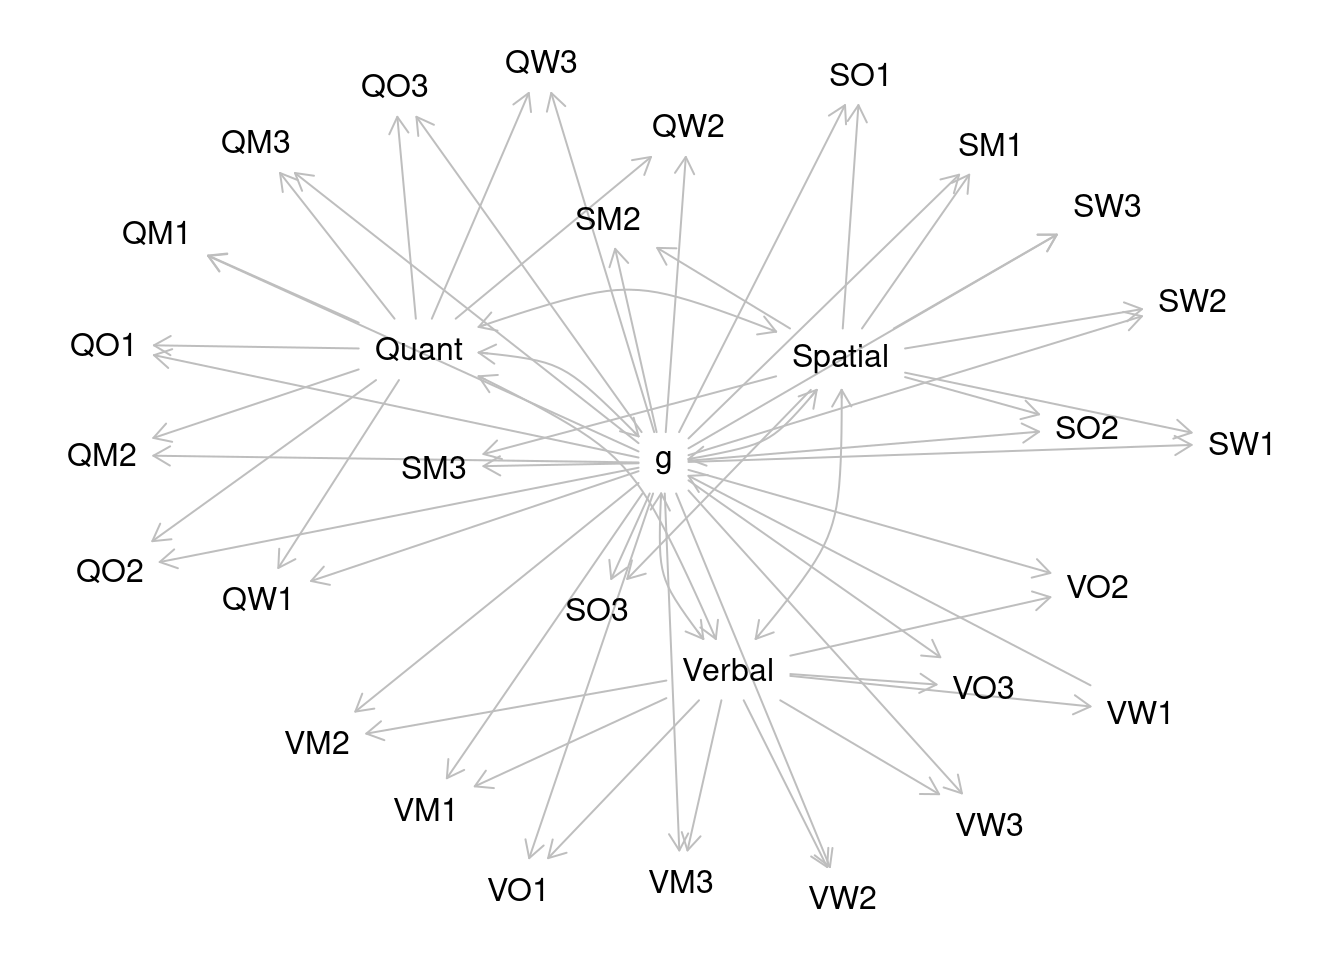 QW3
SO1
QO3
QW2
QM3
SM1
SW3
SM2
QM1
SW2
QO1
Quant
Spatial
SO2
SW1
QM2
g
SM3
QO2
VO2
QW1
SO3
Verbal
VO3
VW1
VM2
VM1
VW3
VM3
VO1
VW2